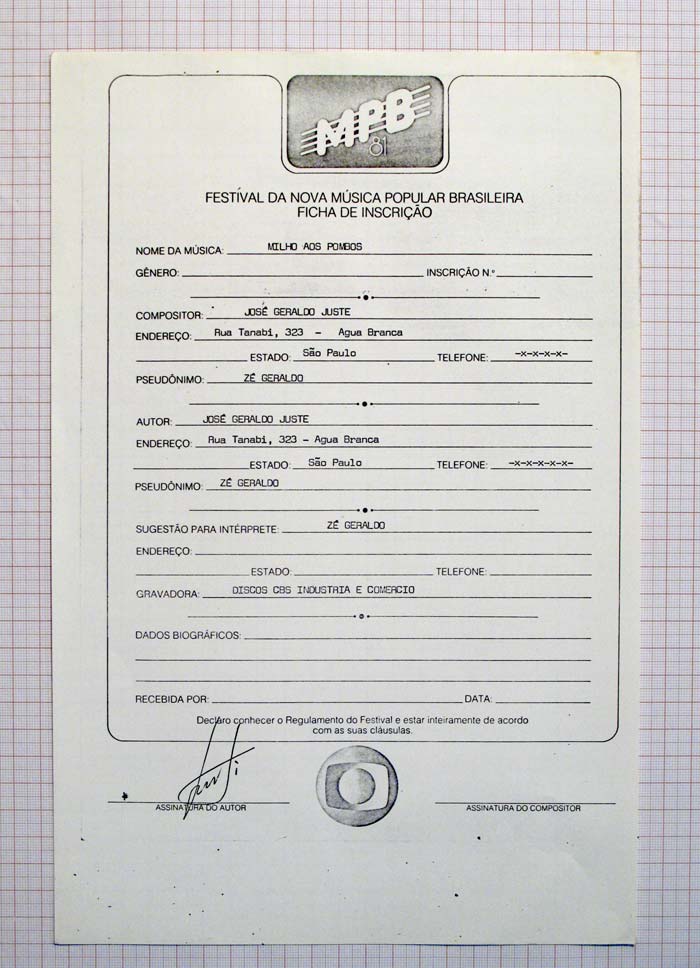 MPB
81
FESTIVAL DA NOVA MÚSICA POPULAR BRASILEIRA
FICHA DE INSCRIÇÃO
NOME DA MÚSICA: MILHO AOS POMBOS
GÊNERO: INSCRIÇÃO N.º
COMPOSITOR: JOSÉ GERALDO JUSTE
ENDEREÇO: Rua Tanabi, 323 - Agua Branca
ESTADO: São Paulo TELEFONE: -x-x-x-x-
PSEUDÔNIMO: ZÉ GERALDO
AUTOR: JOSÉ GERALDO JUSTE
ENDEREÇO: Rua Tanabi, 323 - Agua Branca
ESTADO: São Paulo TELEFONE: -x-x-x-x-x-
PSEUDÔNIMO: ZÉ GERALDO
SUGESTÃO PARA INTÉRPRETE: ZÉ GERALDO
ENDEREÇO:
ESTADO: TELEFONE:
GRAVADORA: DISCOS CBS INDUSTRIA E COMERCIO
DADOS BIOGRÁFICOS:
RECEBIDA POR: DATA:
Declaro conhecer o Regulamento do Festival e estar inteiramente de acordo
com as suas cláusulas.
ASSINATURA DO AUTOR ASSINATURA DO COMPOSITOR